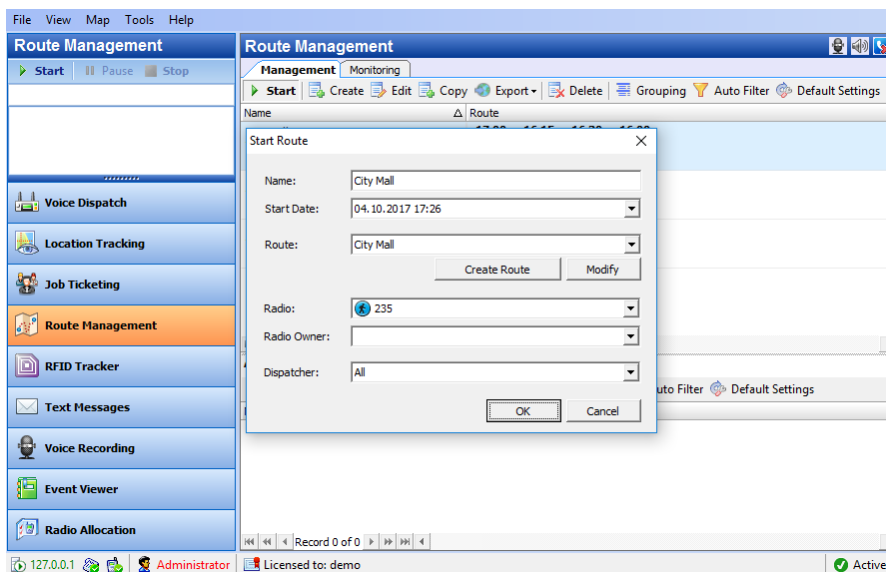 File View Map Tools Help
Route Management
Start Pause Stop
Voice Dispatch
Location Tracking
Job Ticketing
Route Management
RFID Tracker
Text Messages
Voice Recording
Event Viewer
Radio Allocation
Route Management
Management Monitoring
Start Create Edit Copy Export Delete Grouping Auto Filter Default Settings
Name Route
Start Route
Name: City Mall
Start Date: 04.10.2017 17:26
Route: City Mall
Create Route Modify
Radio: 235
Radio Owner:
Dispatcher: All
OK Cancel
Filter Default Settings
Record 0 of 0
127.0.0.1 Administrator Licensed to: demo Active